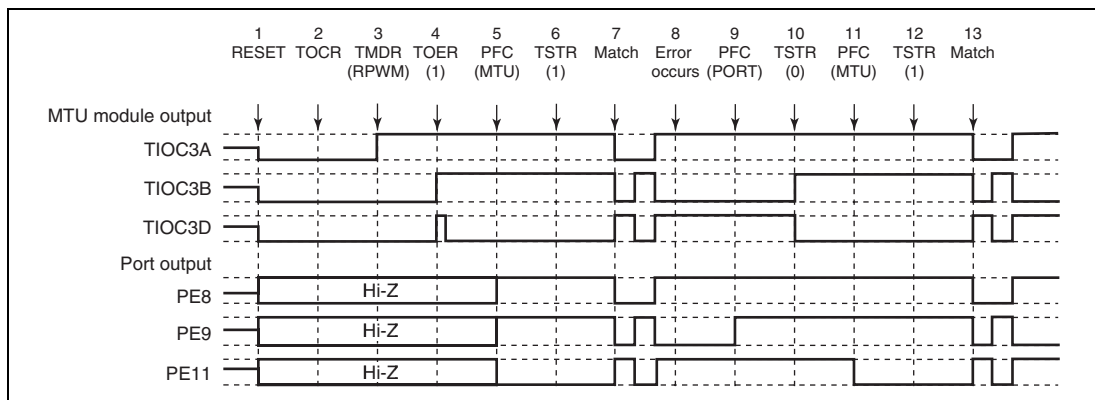 1 2 3 4 5 6 7 8 9 10 11 12 13
RESET TOCR TMDR TOER PFC TSTR Match Error PFC TSTR PFC TSTR Match
(RPWM) (1) (MTU) (1) occurs (PORT) (0) (MTU) (1)
MTU module output
TIOC3A
TIOC3B
TIOC3D
Port output
PE8 Hi-Z
PE9 Hi-Z
PE11 Hi-Z